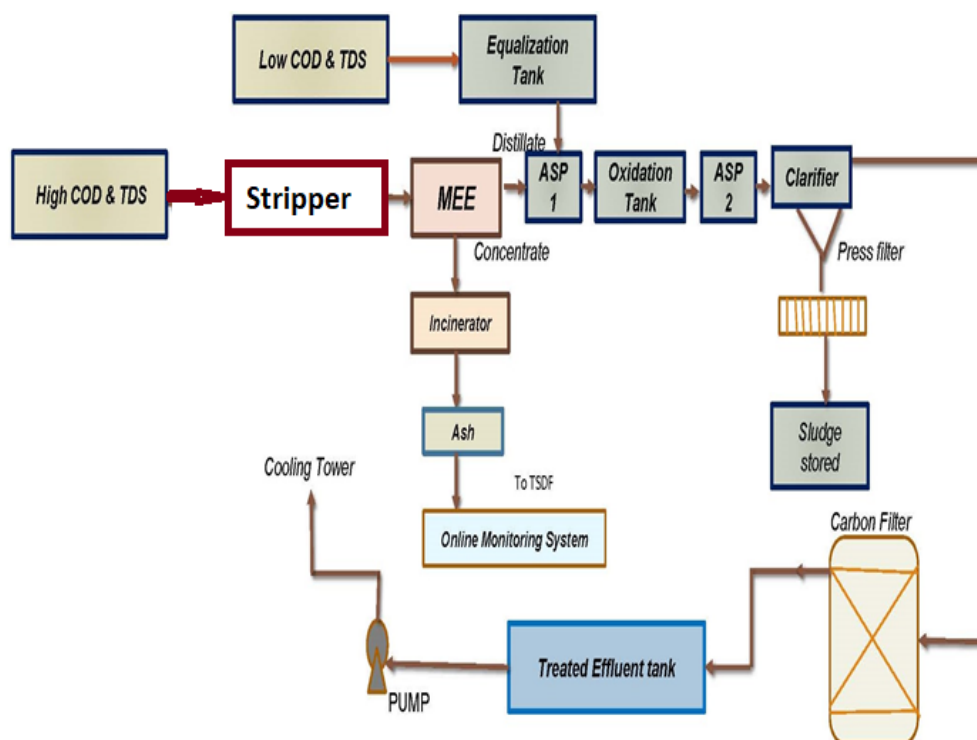 Low COD & TDS
Equalization
Tank
Distillate
High COD & TDS
Stripper
MEE
ASP
1
Oxidation
Tank
ASP
2
Clarifier
Concentrate
Press filter
Incinerator
Ash
Sludge
stored
Cooling Tower
To TSDF
Carbon Filter
Online Monitoring System
Treated Effluent tank
PUMP